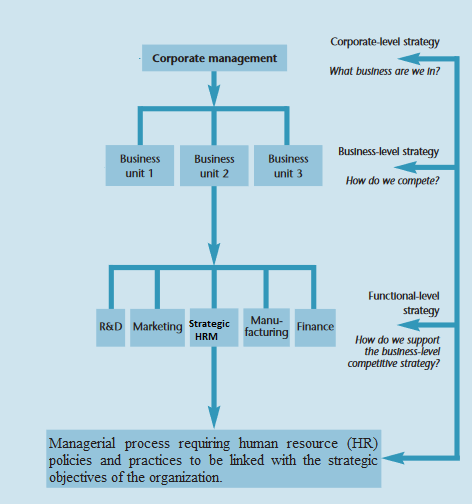 Corporate-level strategy
Corporate management
What business are we in?
Business-level strategy
Business
unit 1
Business
unit 2
Business
unit 3
How do we compete?
Functional-level
strategy
R&D
Marketing
Strategic
HRM
Manu-
facturing
Finance
How do we support
the business-level
competitive strategy?
Managerial process requiring human resource (HR)
policies and practices to be linked with the strategic
objectives of the organization.